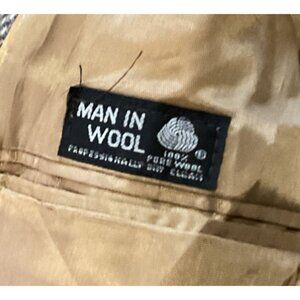 MAN IN
WOOL
100%
PURE WOOL
PROFESSIONALLY DRY CLEAN